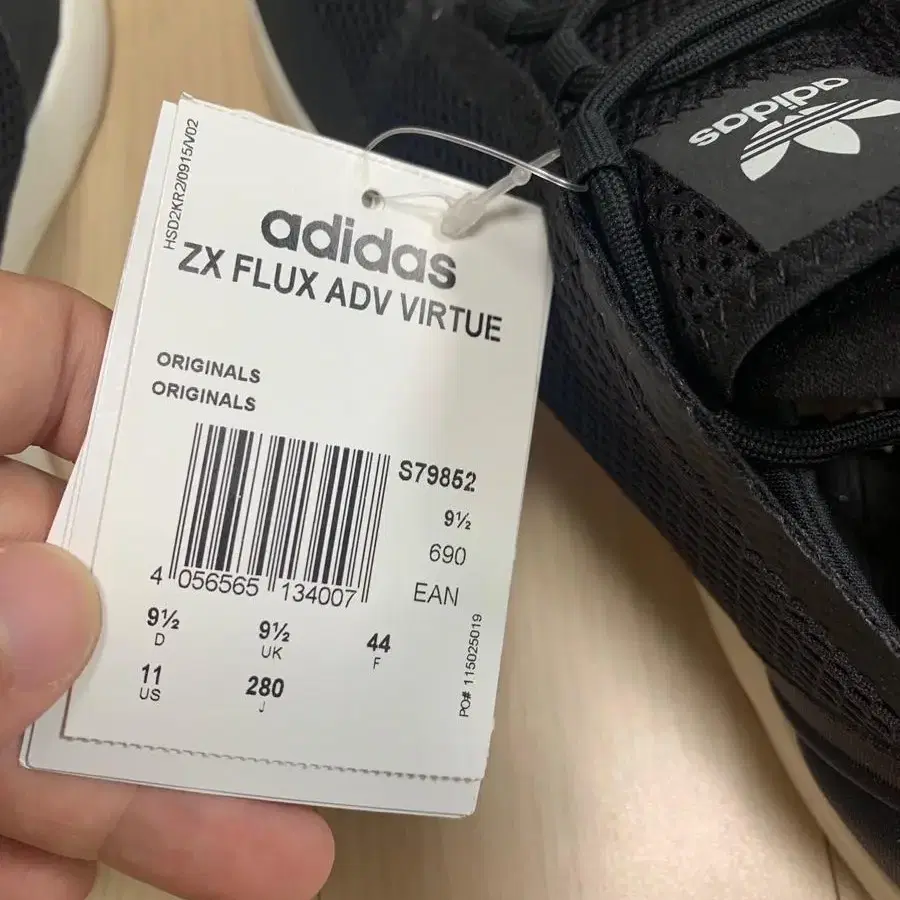 HSD2KR2/0915/V02
adidas
ZX FLUX ADV VIRTUE
ORIGINALS
ORIGINALS
S79852
9½
690
EAN
4 056565 134007
9½ 9½ 44
D UK F
11 280
US J
PO# 115025019
adidas